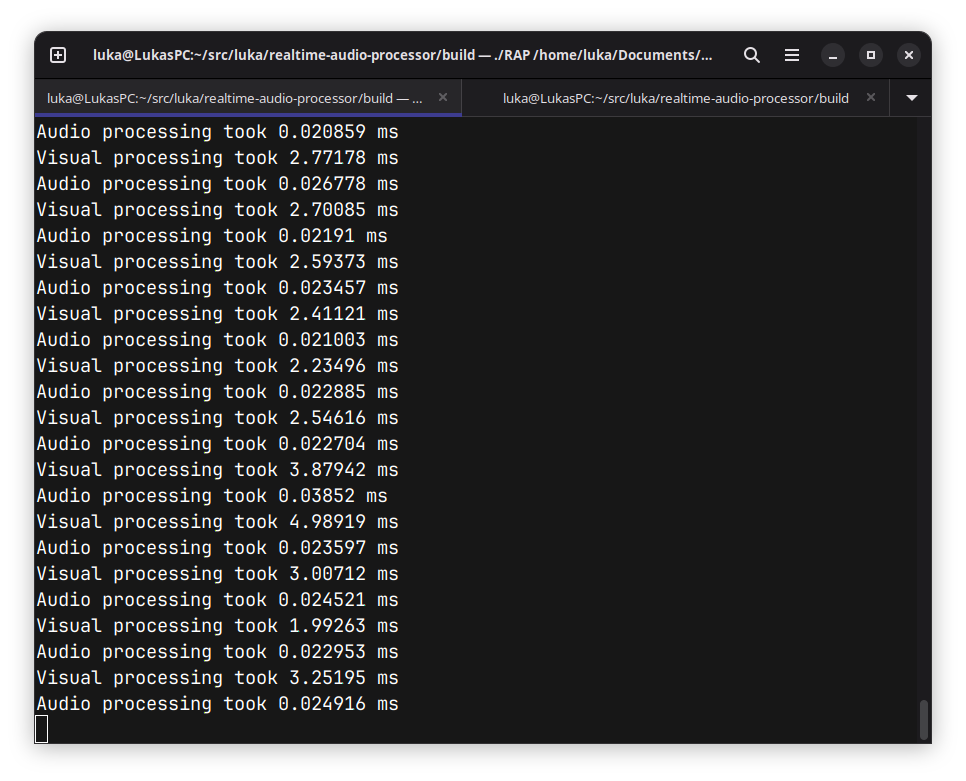 luka@LukasPC:~/src/luka/realtime-audio-processor/build — ./RAP /home/luka/Documents/...
luka@LukasPC:~/src/luka/realtime-audio-processor/build — ...
luka@LukasPC:~/src/luka/realtime-audio-processor/build
Audio processing took 0.020859 ms
Visual processing took 2.77178 ms
Audio processing took 0.026778 ms
Visual processing took 2.70085 ms
Audio processing took 0.02191 ms
Visual processing took 2.59373 ms
Audio processing took 0.023457 ms
Visual processing took 2.41121 ms
Audio processing took 0.021003 ms
Visual processing took 2.23496 ms
Audio processing took 0.022885 ms
Visual processing took 2.54616 ms
Audio processing took 0.022704 ms
Visual processing took 3.87942 ms
Audio processing took 0.03852 ms
Visual processing took 4.98919 ms
Audio processing took 0.023597 ms
Visual processing took 3.00712 ms
Audio processing took 0.024521 ms
Visual processing took 1.99263 ms
Audio processing took 0.022953 ms
Visual processing took 3.25195 ms
Audio processing took 0.024916 ms